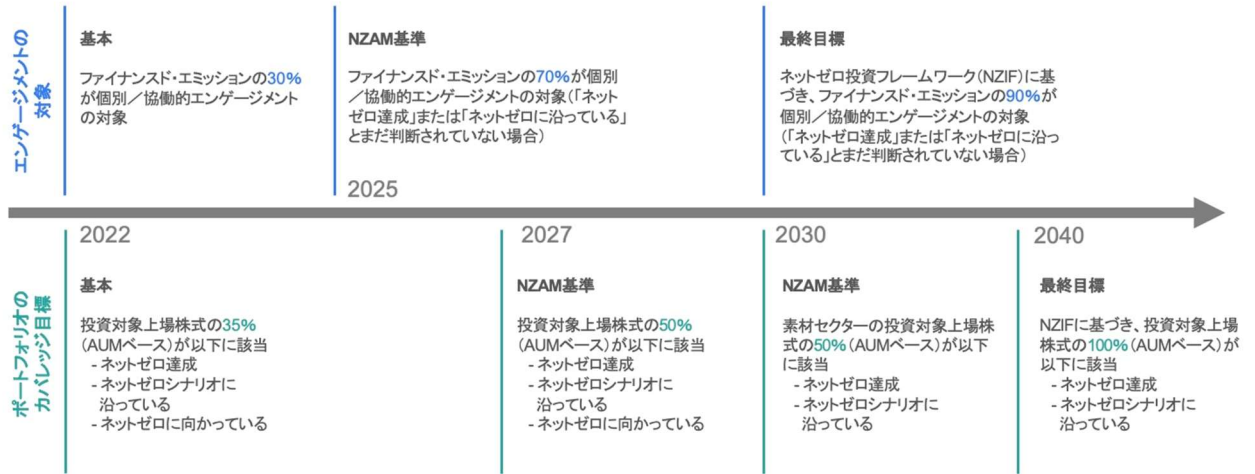 エンゲージメントの
対象
基本
ファイナンスド・エミッションの30%
が個別/協働的エンゲージメント
の対象
NZAM基準
ファイナンスド・エミッションの70%が個別
/協働的エンゲージメントの対象(「ネット
ゼロ達成」または「ネットゼロに沿っている」
とまだ判断されていない場合)
2025
最終目標
ネットゼロ投資フレームワーク(NZIF)に基
づき、ファイナンスド・エミッションの90%が
個別/協働的エンゲージメントの対象
(「ネットゼロ達成」または「ネットゼロに沿っ
ている」とまだ判断されていない場合)
ポートフォリオの
カバレッジ目標
2022
基本
投資対象上場株式の35%
(AUMベース)が以下に該当
- ネットゼロ達成
- ネットゼロシナリオに
沿っている
- ネットゼロに向かっている
2027
NZAM基準
投資対象上場株式の50%
(AUMベース)が以下に該当
- ネットゼロ達成
- ネットゼロシナリオに
沿っている
- ネットゼロに向かっている
2030
NZAM基準
素材セクターの投資対象上場株
式の50%(AUMベース)が以下
に該当
- ネットゼロ達成
- ネットゼロシナリオに
沿っている
2040
最終目標
NZIFに基づき、投資対象上場
株式の100%(AUMベース)が
以下に該当
- ネットゼロ達成
- ネットゼロシナリオに
沿っている